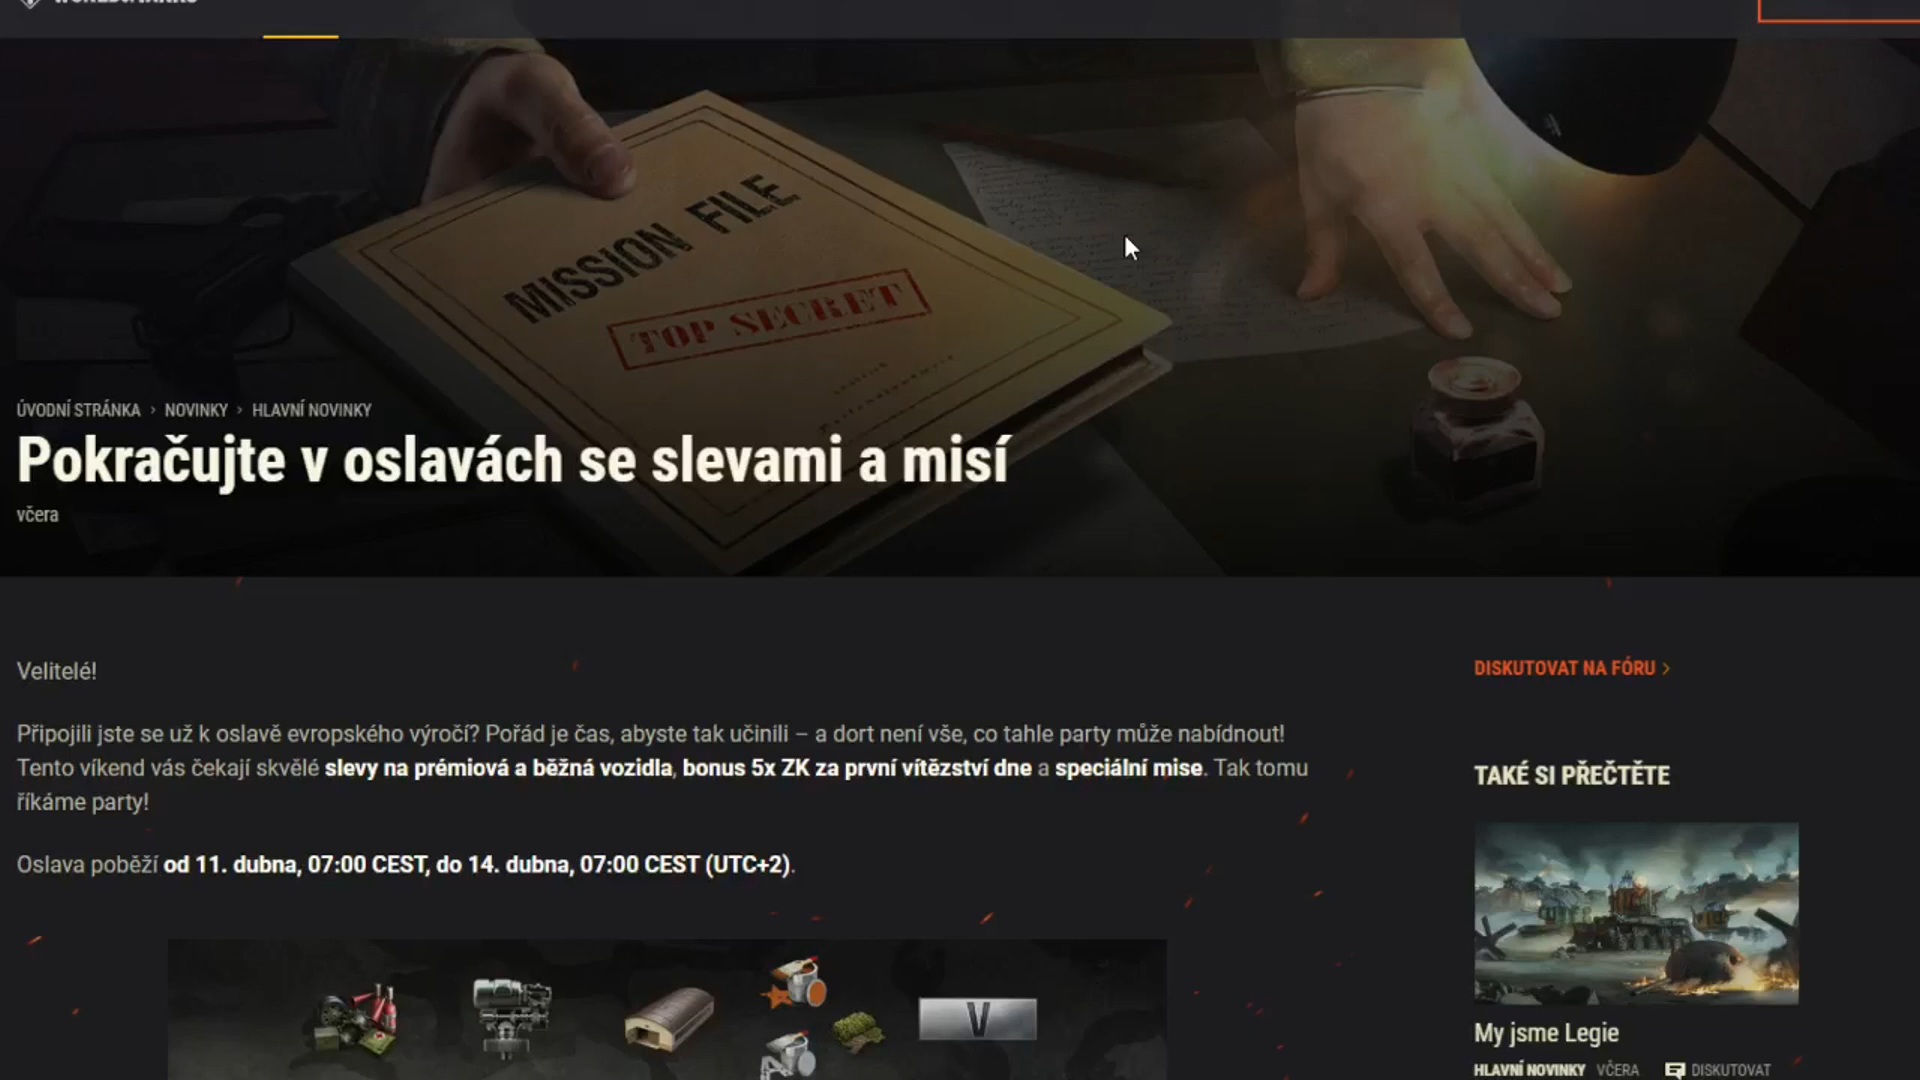 MISSION FILE
TOP SECRET
ÚVODNÍ STRÁNKA > NOVINKY > HLAVNÍ NOVINKY
Pokračujte v oslavách se slevami a misí
včera
Velitelé!
Připojili jste se už k oslavě evropského výročí? Pořád je čas, abyste tak učinili – a dort není vše, co tahle party může nabídnout!
Tento víkend vás čekají skvělé slevy na prémiová a běžná vozidla, bonus 5x ZK za první vítězství dne a speciální mise. Tak tomu
říkáme party!
Oslava poběží od 11. dubna, 07:00 CEST, do 14. dubna, 07:00 CEST (UTC+2).
V
DISKUTOVAT NA FÓRU >
TAKÉ SI PŘEČTĚTE
My jsme Legie
HLAVNÍ NOVINKY VČERA DISKUTOVAT